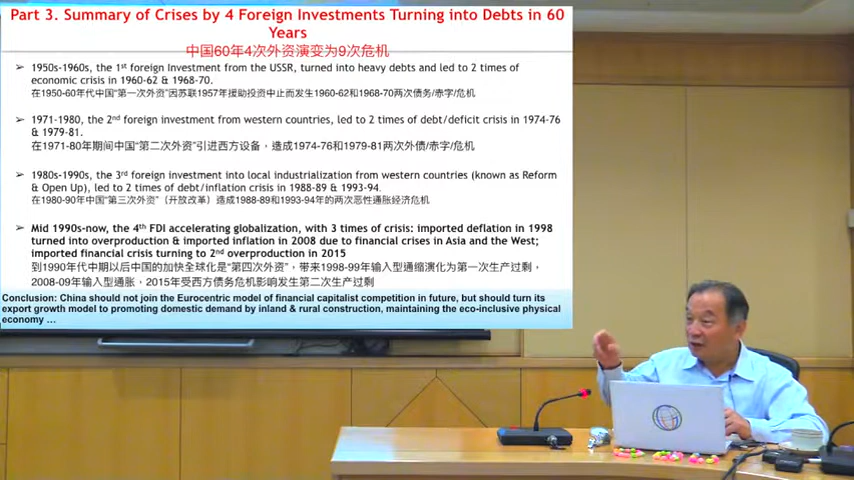 Part 3. Summary of Crises by 4 Foreign Investments Turning into Debts in 60
Years
中国60年4次外资演变为9次危机
➢ 1950s-1960s, the 1st foreign Investment from the USSR, turned into heavy debts and led to 2 times of
economic crisis in 1960-62 & 1968-70.
在1950-60年代中国“第一次外资”因苏联1957年援助投资中止而发生1960-62和1968-70两次债务/赤字/危机
➢ 1971-1980, the 2nd foreign investment from western countries, led to 2 times of debt/deficit crisis in 1974-76
& 1979-81.
在1971-80年期间中国“第二次外资”引进西方设备，造成1974-76和1979-81两次外债/赤字/危机
➢ 1980s-1990s, the 3rd foreign investment into local industrialization from western countries (known as Reform
& Open Up), led to 2 times of debt/inflation crisis in 1988-89 & 1993-94.
在1980-90年中国“第三次外资”（开放改革）造成1988-89和1993-94年的两次恶性通胀经济危机
➢ Mid 1990s-now, the 4th FDI accelerating globalization, with 3 times of crisis: imported deflation in 1998
turned into overproduction & imported inflation in 2008 due to financial crises in Asia and the West;
imported financial crisis turning to 2nd overproduction in 2015
到1990年代中期以后中国的加快全球化是“第四次外资”，带来1998-99年输入型通缩演化为第一次生产过剩，
2008-09年输入型通胀，2015年受西方债务危机影响发生第二次生产过剩
Conclusion: China should not join the Eurocentric model of financial capitalist competition in future, but should turn its
export growth model to promoting domestic demand by inland & rural construction, maintaining the eco-inclusive physical
economy ...